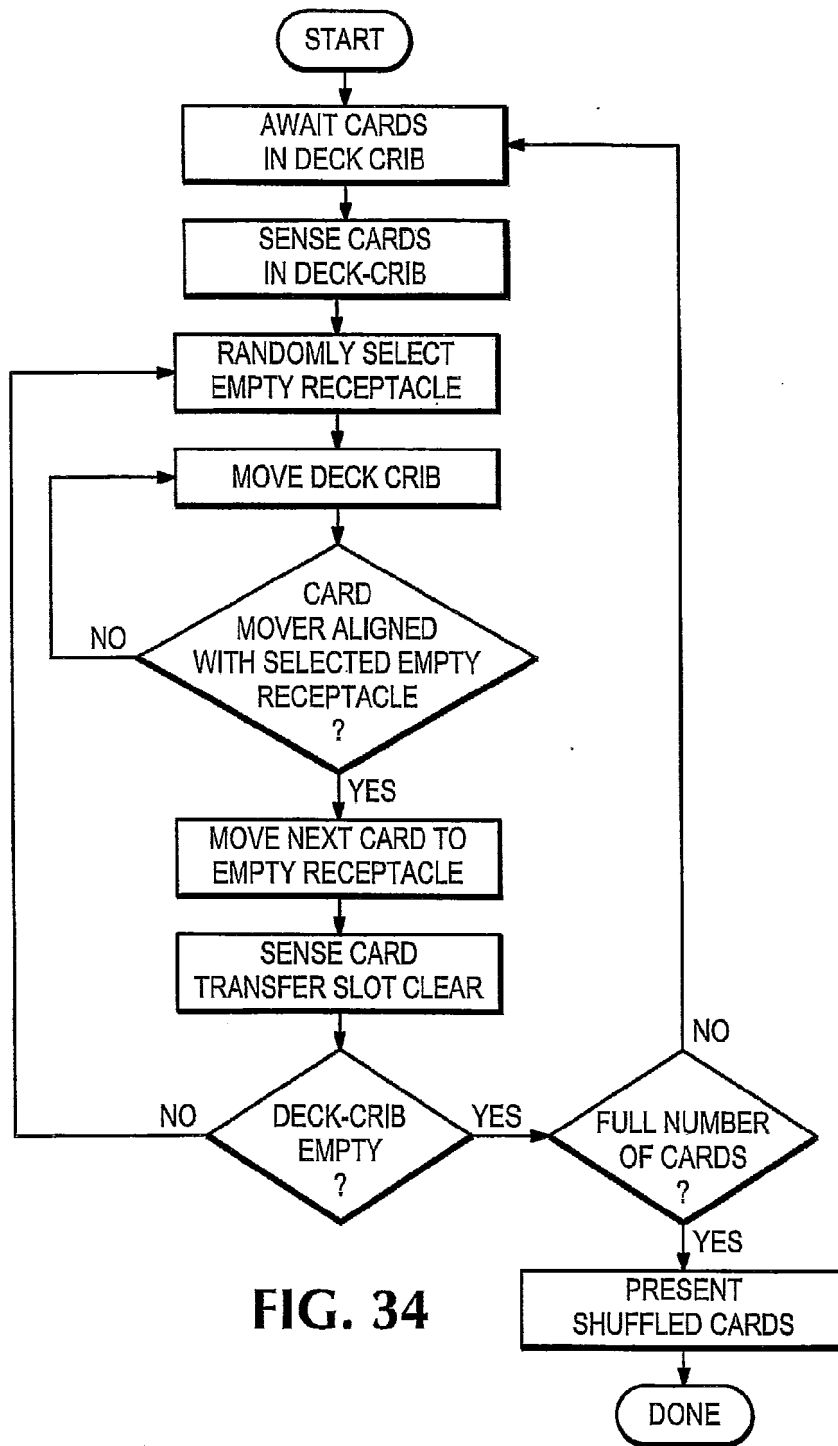 START
AWAIT CARDS
IN DECK CRIB
SENSE CARDS
IN DECK-CRIB
RANDOMLY SELECT
EMPTY RECEPTACLE
MOVE DECK CRIB
CARD
MOVER ALIGNED
WITH SELECTED EMPTY
RECEPTACLE
?
NO
YES
MOVE NEXT CARD TO
EMPTY RECEPTACLE
SENSE CARD
TRANSFER SLOT CLEAR
DECK-CRIB
EMPTY
?
NO
YES
FULL NUMBER
OF CARDS
?
NO
YES
PRESENT
SHUFFLED CARDS
DONE
FIG. 34